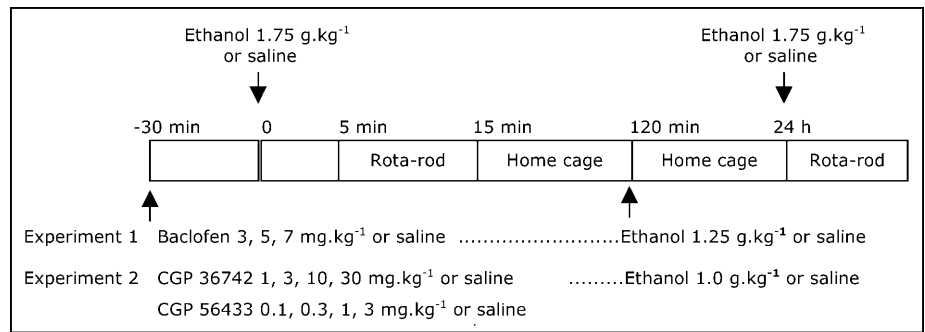 Ethanol 1.75 g.kg⁻¹ Ethanol 1.75 g.kg⁻¹
or saline or saline
-30 min 0 5 min 15 min 120 min 24 h
Rota-rod Home cage Home cage Rota-rod
Experiment 1 Baclofen 3, 5, 7 mg.kg⁻¹ or saline ..........................Ethanol 1.25 g.kg⁻¹ or saline
Experiment 2 CGP 36742 1, 3, 10, 30 mg.kg⁻¹ or saline .........Ethanol 1.0 g.kg⁻¹ or saline
CGP 56433 0.1, 0.3, 1, 3 mg.kg⁻¹ or saline